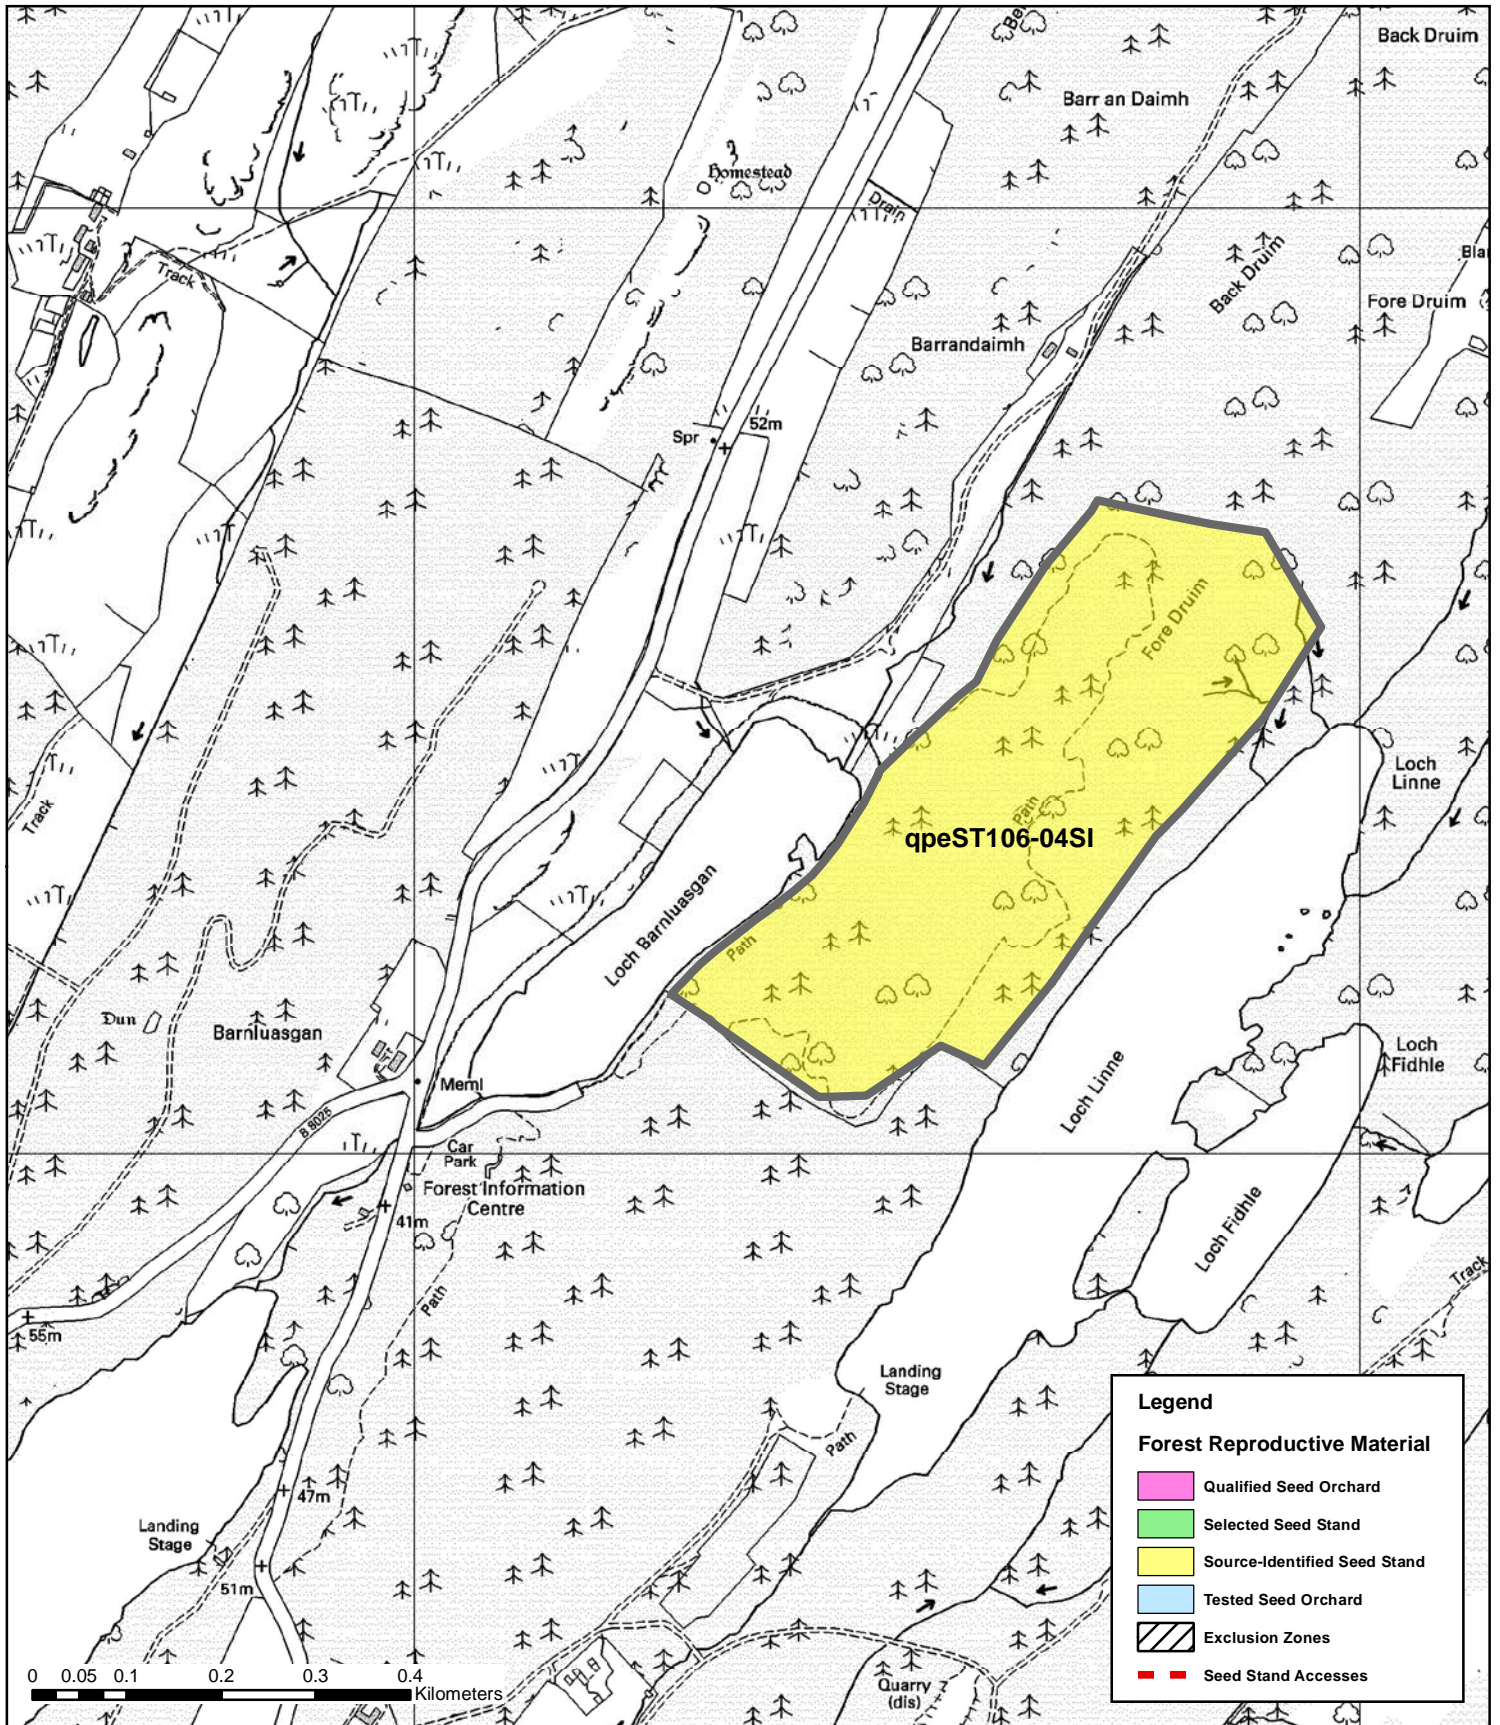 Back Druim
Barr an Daimh
Homestead
Drain
Track
Back Druim
Fore Druim
Barrandaimh
Spr
52m
Fore Druim
Loch
Linne
Path
qpeST106-04SI
Track
Loch Barnluasgan
Path
Dun
Barnluasgan
Loch
Fidhle
Loch Linne
Meml
B 8025
Car
Park
Forest Information
Centre
41m
Loch Fidhle
Path
Track
55m
Landing
Stage
Path
47m
Landing
Stage
51m
Quarry
(dis)
Legend
Forest Reproductive Material
Qualified Seed Orchard
Selected Seed Stand
Source-Identified Seed Stand
Tested Seed Orchard
Exclusion Zones
Seed Stand Accesses
0 0.05 0.1 0.2 0.3 0.4
Kilometers